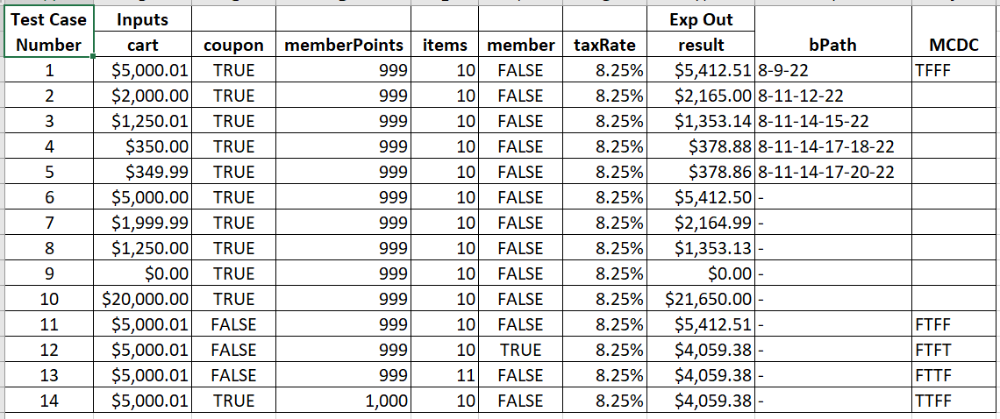 Test Case Inputs Exp Out
Number cart coupon memberPoints items member taxRate result bPath MCDC
1 $5,000.01 TRUE 999 10 FALSE 8.25% $5,412.51 8-9-22 TFFF
2 $2,000.00 TRUE 999 10 FALSE 8.25% $2,165.00 8-11-12-22
3 $1,250.01 TRUE 999 10 FALSE 8.25% $1,353.14 8-11-14-15-22
4 $350.00 TRUE 999 10 FALSE 8.25% $378.88 8-11-14-17-18-22
5 $349.99 TRUE 999 10 FALSE 8.25% $378.86 8-11-14-17-20-22
6 $5,000.00 TRUE 999 10 FALSE 8.25% $5,412.50 -
7 $1,999.99 TRUE 999 10 FALSE 8.25% $2,164.99 -
8 $1,250.00 TRUE 999 10 FALSE 8.25% $1,353.13 -
9 $0.00 TRUE 999 10 FALSE 8.25% $0.00 -
10 $20,000.00 TRUE 999 10 FALSE 8.25% $21,650.00 -
11 $5,000.01 FALSE 999 10 FALSE 8.25% $5,412.51 - FTFF
12 $5,000.01 FALSE 999 10 TRUE 8.25% $4,059.38 - FTFT
13 $5,000.01 FALSE 999 11 FALSE 8.25% $4,059.38 - FTTF
14 $5,000.01 TRUE 1,000 10 FALSE 8.25% $4,059.38 - TTFF